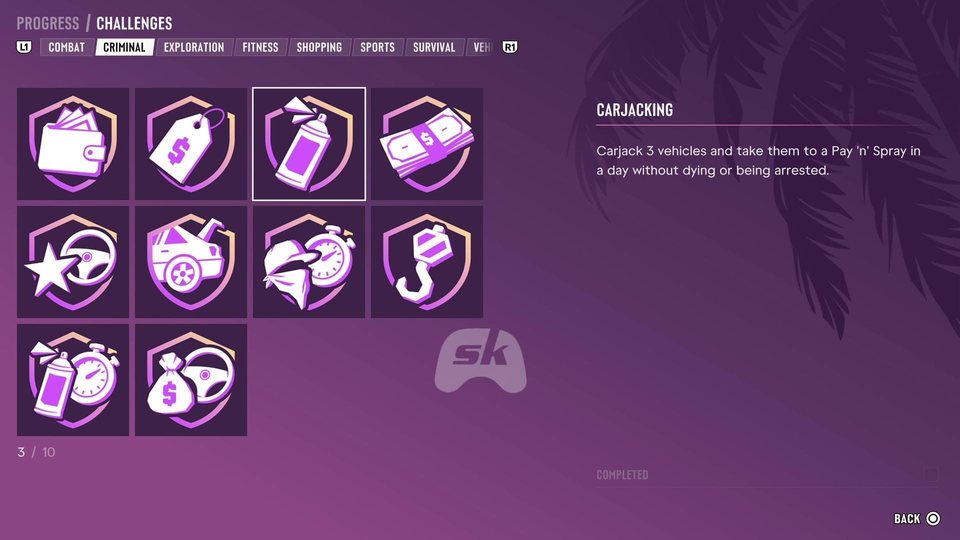 PROGRESS / CHALLENGES
L1 COMBAT CRIMINAL EXPLORATION FITNESS SHOPPING SPORTS SURVIVAL VEH R1
CARJACKING
Carjack 3 vehicles and take them to a Pay 'n' Spray in
a day without dying or being arrested.
$
$
sk
$
3 / 10
COMPLETED
BACK